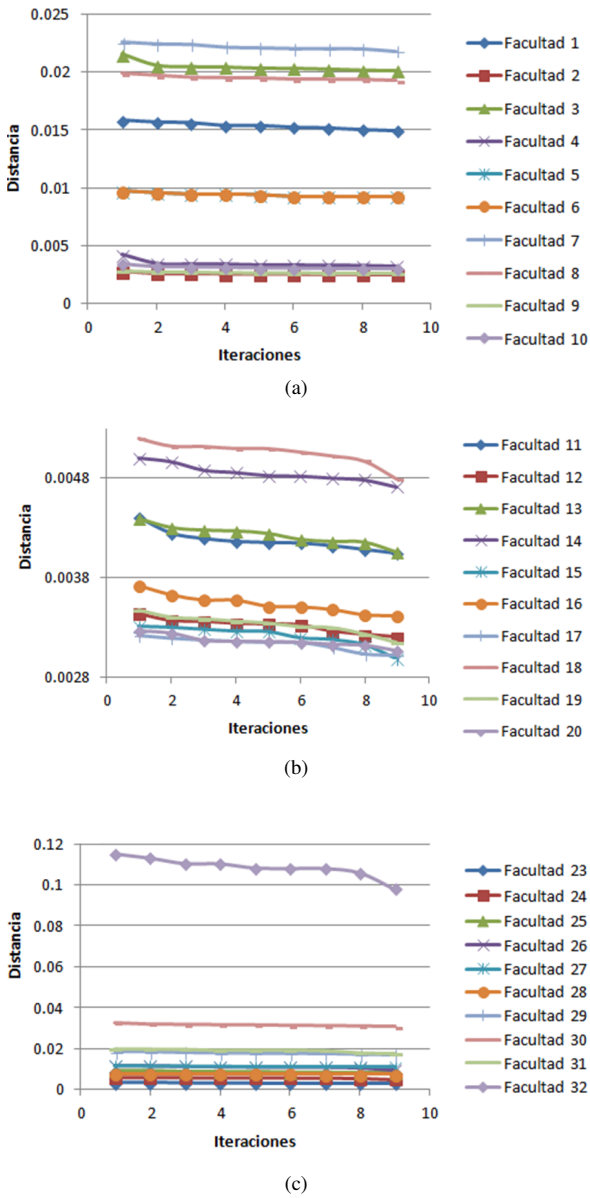 0.025
0.02
0.015
0.01
0.005
0
Distancia
0 2 4 6 8 10
Iteraciones
Facultad 1
Facultad 2
Facultad 3
Facultad 4
Facultad 5
Facultad 6
Facultad 7
Facultad 8
Facultad 9
Facultad 10
(a)
0.0048
0.0038
0.0028
Distancia
0 2 4 6 8 10
Iteraciones
Facultad 11
Facultad 12
Facultad 13
Facultad 14
Facultad 15
Facultad 16
Facultad 17
Facultad 18
Facultad 19
Facultad 20
(b)
0.12
0.1
0.08
0.06
0.04
0.02
0
Distancia
0 2 4 6 8 10
Iteraciones
Facultad 23
Facultad 24
Facultad 25
Facultad 26
Facultad 27
Facultad 28
Facultad 29
Facultad 30
Facultad 31
Facultad 32
(c)